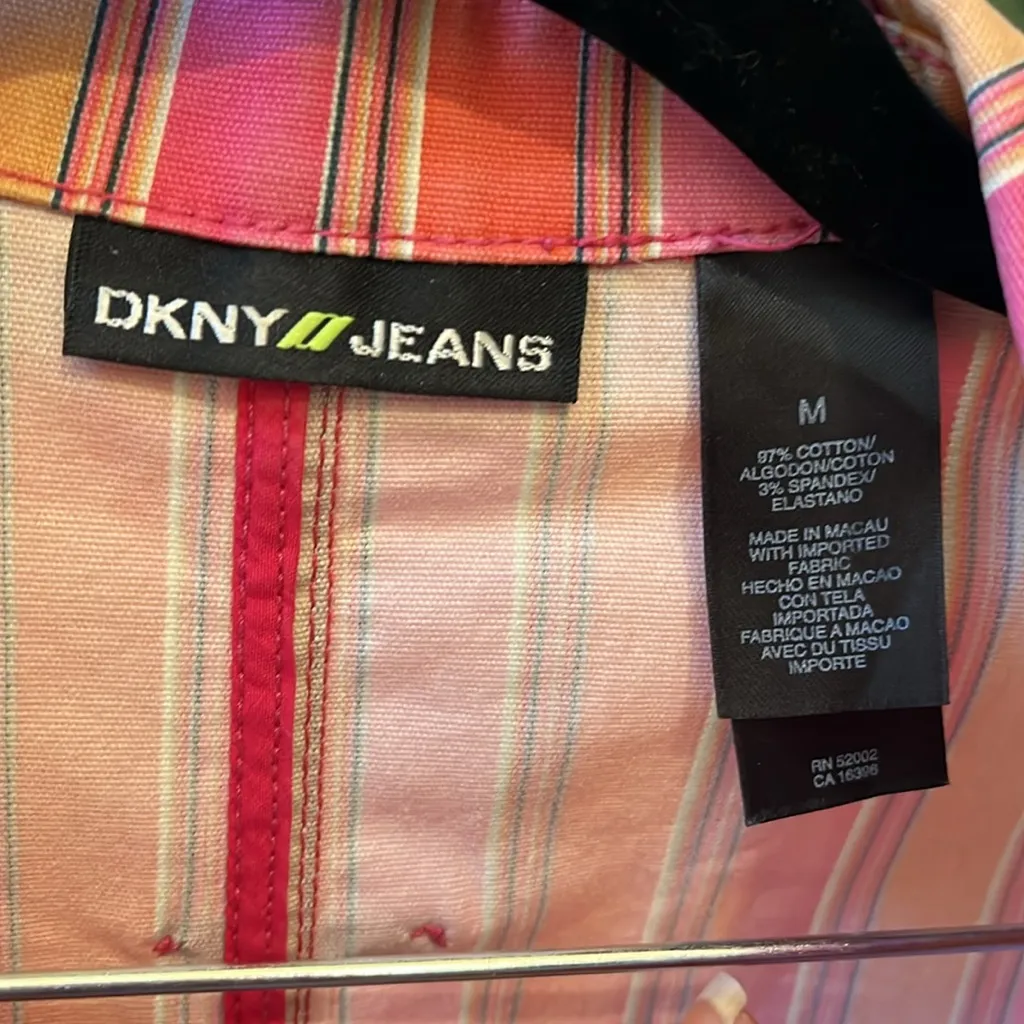 DKNY JEANS
M
97% COTTON/
ALGODON/COTON
3% SPANDEX/
ELASTANO
MADE IN MACAU
WITH IMPORTED
FABRIC
HECHO EN MACAO
CON TELA
IMPORTADA
FABRIQUE A MACAO
AVEC DU TISSU
IMPORTE
RN 52002
CA 16396